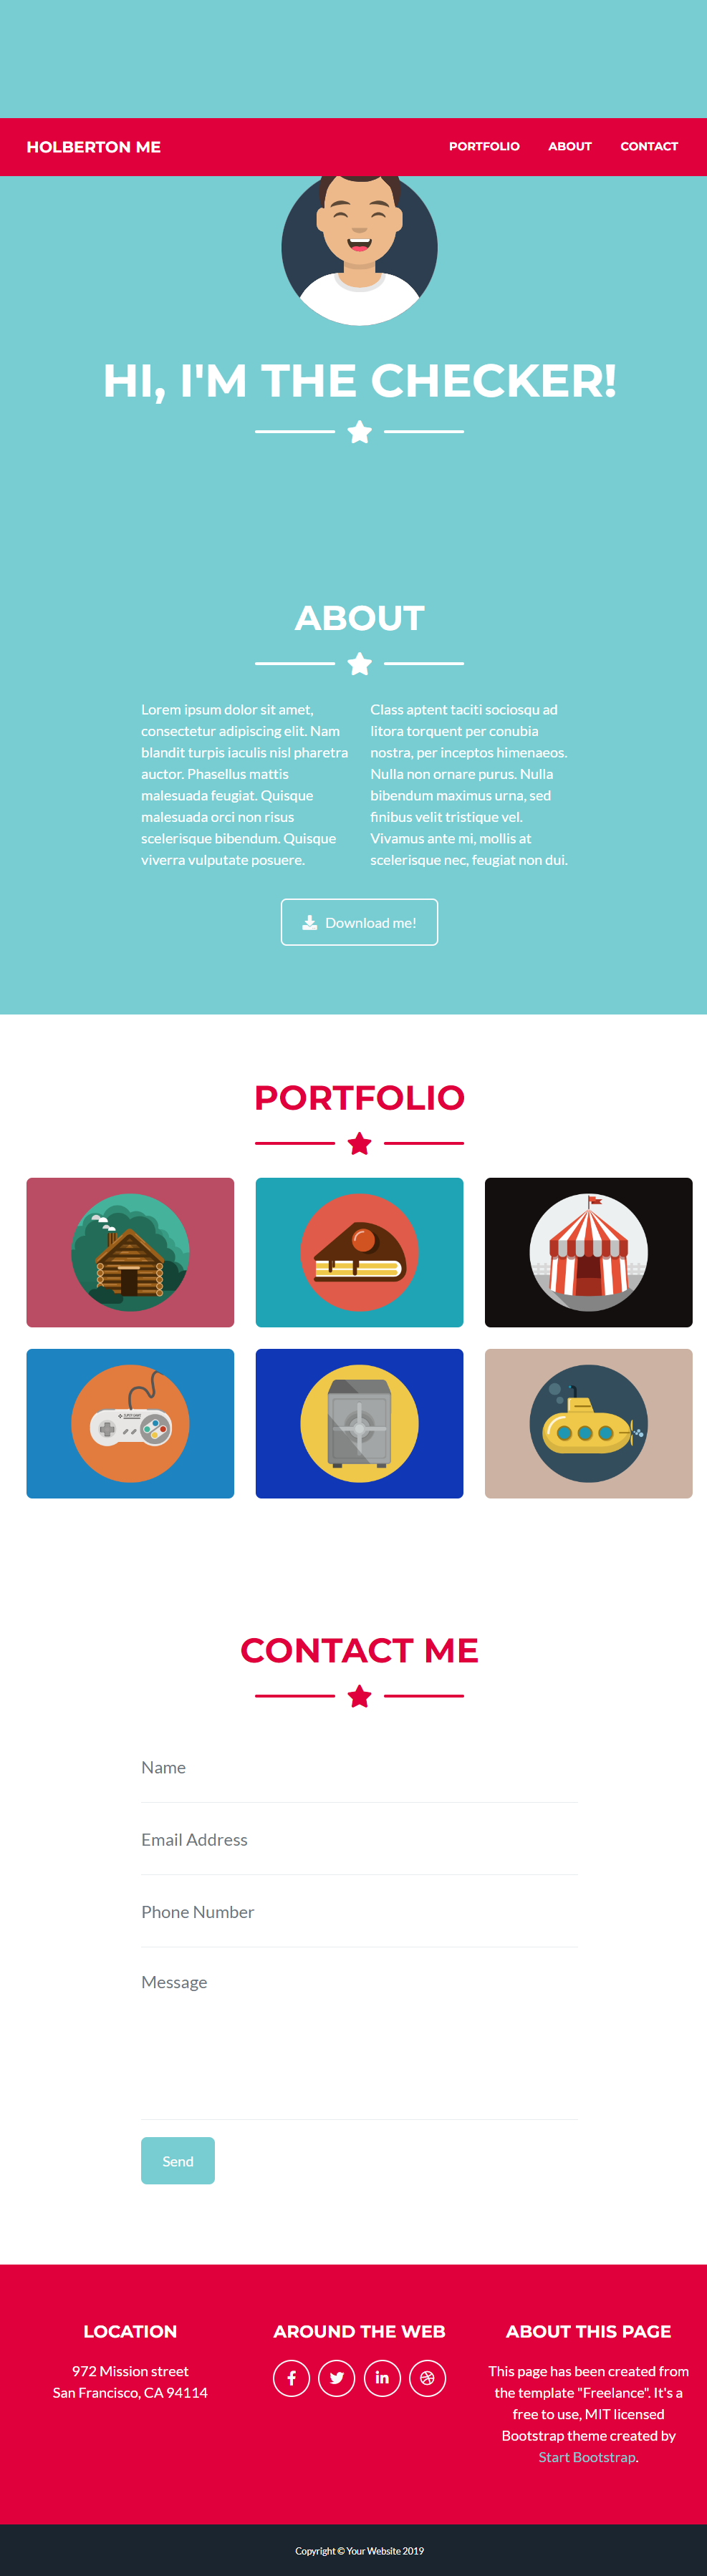 HOLBERTON ME
PORTFOLIO ABOUT CONTACT
HI, I'M THE CHECKER!
ABOUT
Lorem ipsum dolor sit amet,
consectetur adipiscing elit. Nam
blandit turpis iaculis nisl pharetra
auctor. Phasellus mattis
malesuada feugiat. Quisque
malesuada orci non risus
scelerisque bibendum. Quisque
viverra vulputate posuere.
Class aptent taciti sociosqu ad
litora torquent per conubia
nostra, per inceptos himenaeos.
Nulla non ornare purus. Nulla
bibendum maximus urna, sed
finibus velit tristique vel.
Vivamus ante mi, mollis at
scelerisque nec, feugiat non dui.
Download me!
PORTFOLIO
CONTACT ME
Name
Email Address
Phone Number
Message
Send
LOCATION
972 Mission street
San Francisco, CA 94114
AROUND THE WEB
ABOUT THIS PAGE
This page has been created from
the template "Freelance". It's a
free to use, MIT licensed
Bootstrap theme created by
Start Bootstrap.
Copyright © Your Website 2019